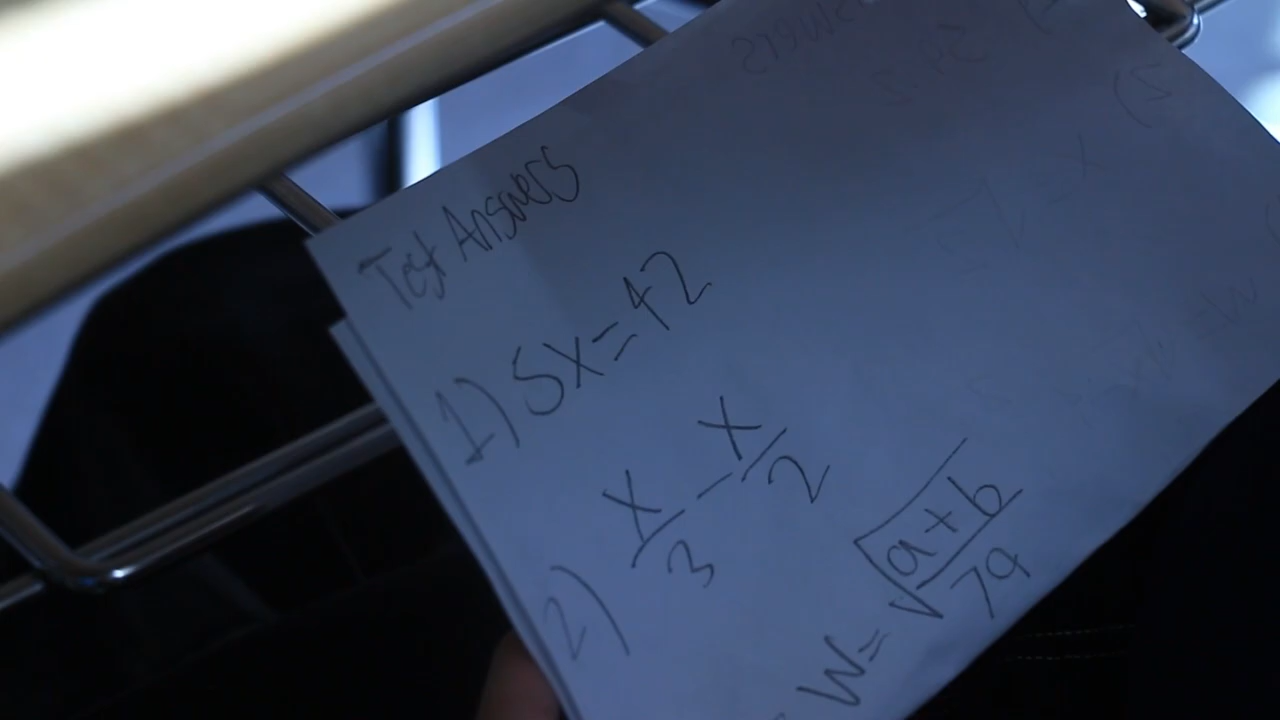 Test Answers
1) 5x=42
2) x/3 - x/2
W= √(a+b)/79